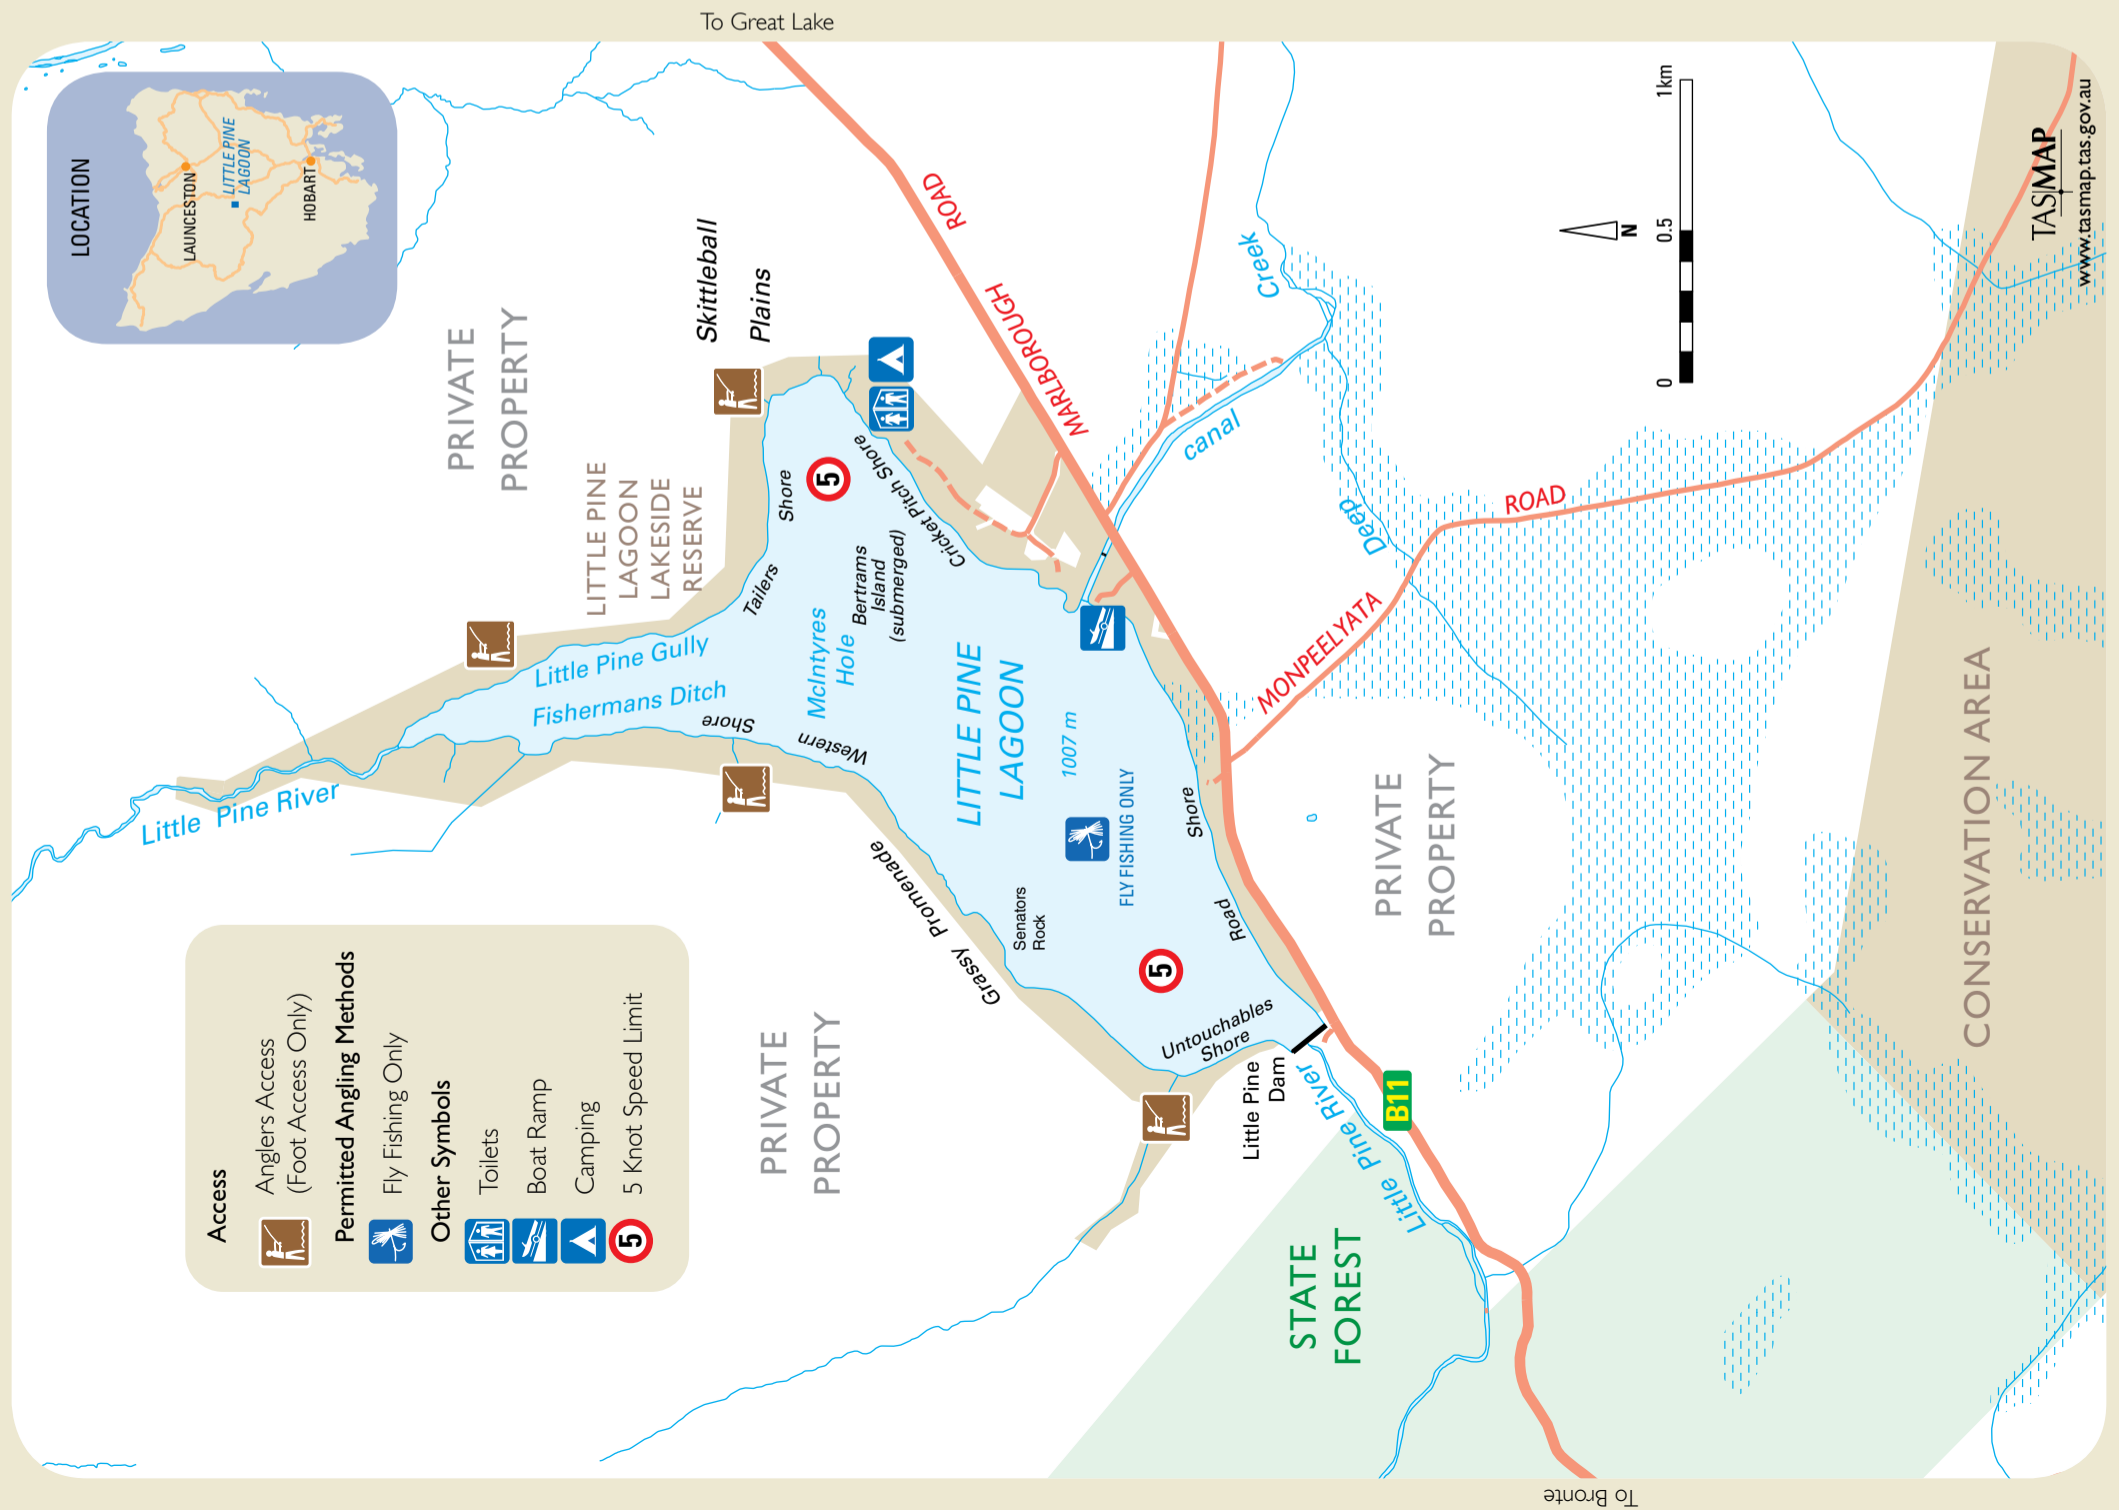 To Great Lake
LOCATION
LAUNCESTON
LITTLE PINE
LAGOON
HOBART
PRIVATE
PROPERTY
Skittleball
Plains
LITTLE PINE
LAGOON
LAKESIDE
RESERVE
MARLBOROUGH
ROAD
Creek
Deep
canal
Tailers
Shore
5
Cricket Pitch Shore
Bertrams
Island
(submerged)
McIntyres
Hole
Little Pine Gully
Fishermans Ditch
Western
Shore
Little Pine River
LITTLE PINE
LAGOON
1007 m
FLY FISHING ONLY
Senators
Rock
Grassy Promenade
5
Road
Shore
Untouchables
Shore
Little Pine
Dam
Little Pine River
B11
MONPEELYATA
ROAD
PRIVATE
PROPERTY
PRIVATE
PROPERTY
STATE
FOREST
CONSERVATION AREA
N
0
0.5
1km
TASMAP
www.tasmap.tas.gov.au
Access
Anglers Access
(Foot Access Only)
Permitted Angling Methods
Fly Fishing Only
Other Symbols
Toilets
Boat Ramp
Camping
5
5 Knot Speed Limit
To Bronte